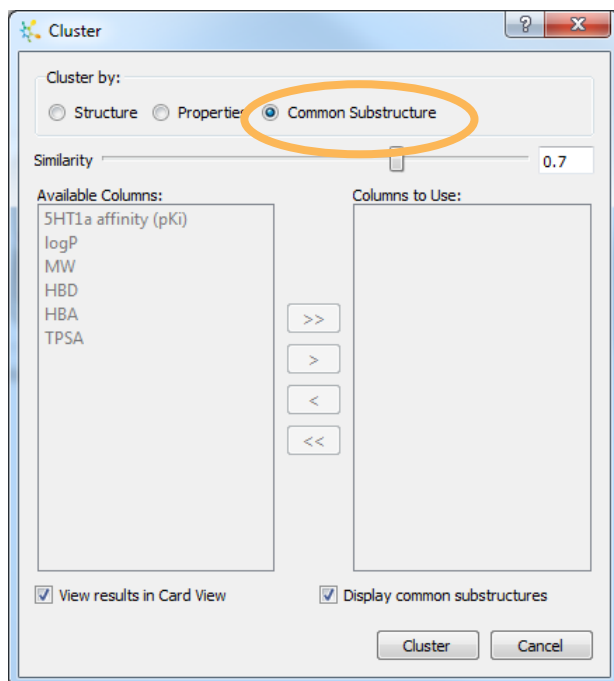 Cluster
?
X
Cluster by:
Structure Properties Common Substructure
Similarity 0.7
Available Columns: Columns to Use:
5HT1a affinity (pKi)
logP
MW
HBD
HBA
TPSA
>>
>
<
<<
View results in Card View Display common substructures
Cluster Cancel